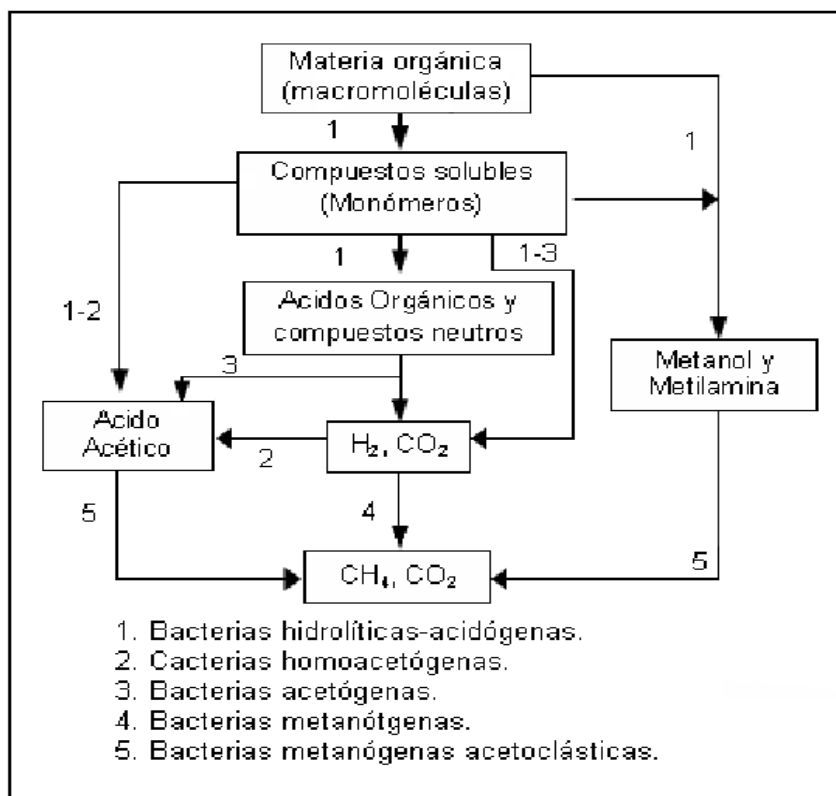 Materia orgánica
(macromoléculas)
1
1
Compuestos solubles
(Monómeros)
1
1-3
1-2
Acidos Orgánicos y
compuestos neutros
3
Metanol y
Metilamina
Acido
Acético
2
H₂, CO₂
5
4
5
CH₄, CO₂
1. Bacterias hidrolíticas-acidógenas.
2. Cacterias homoacetógenas.
3. Bacterias acetógenas.
4. Bacterias metanótgenas.
5. Bacterias metanógenas acetoclásticas.